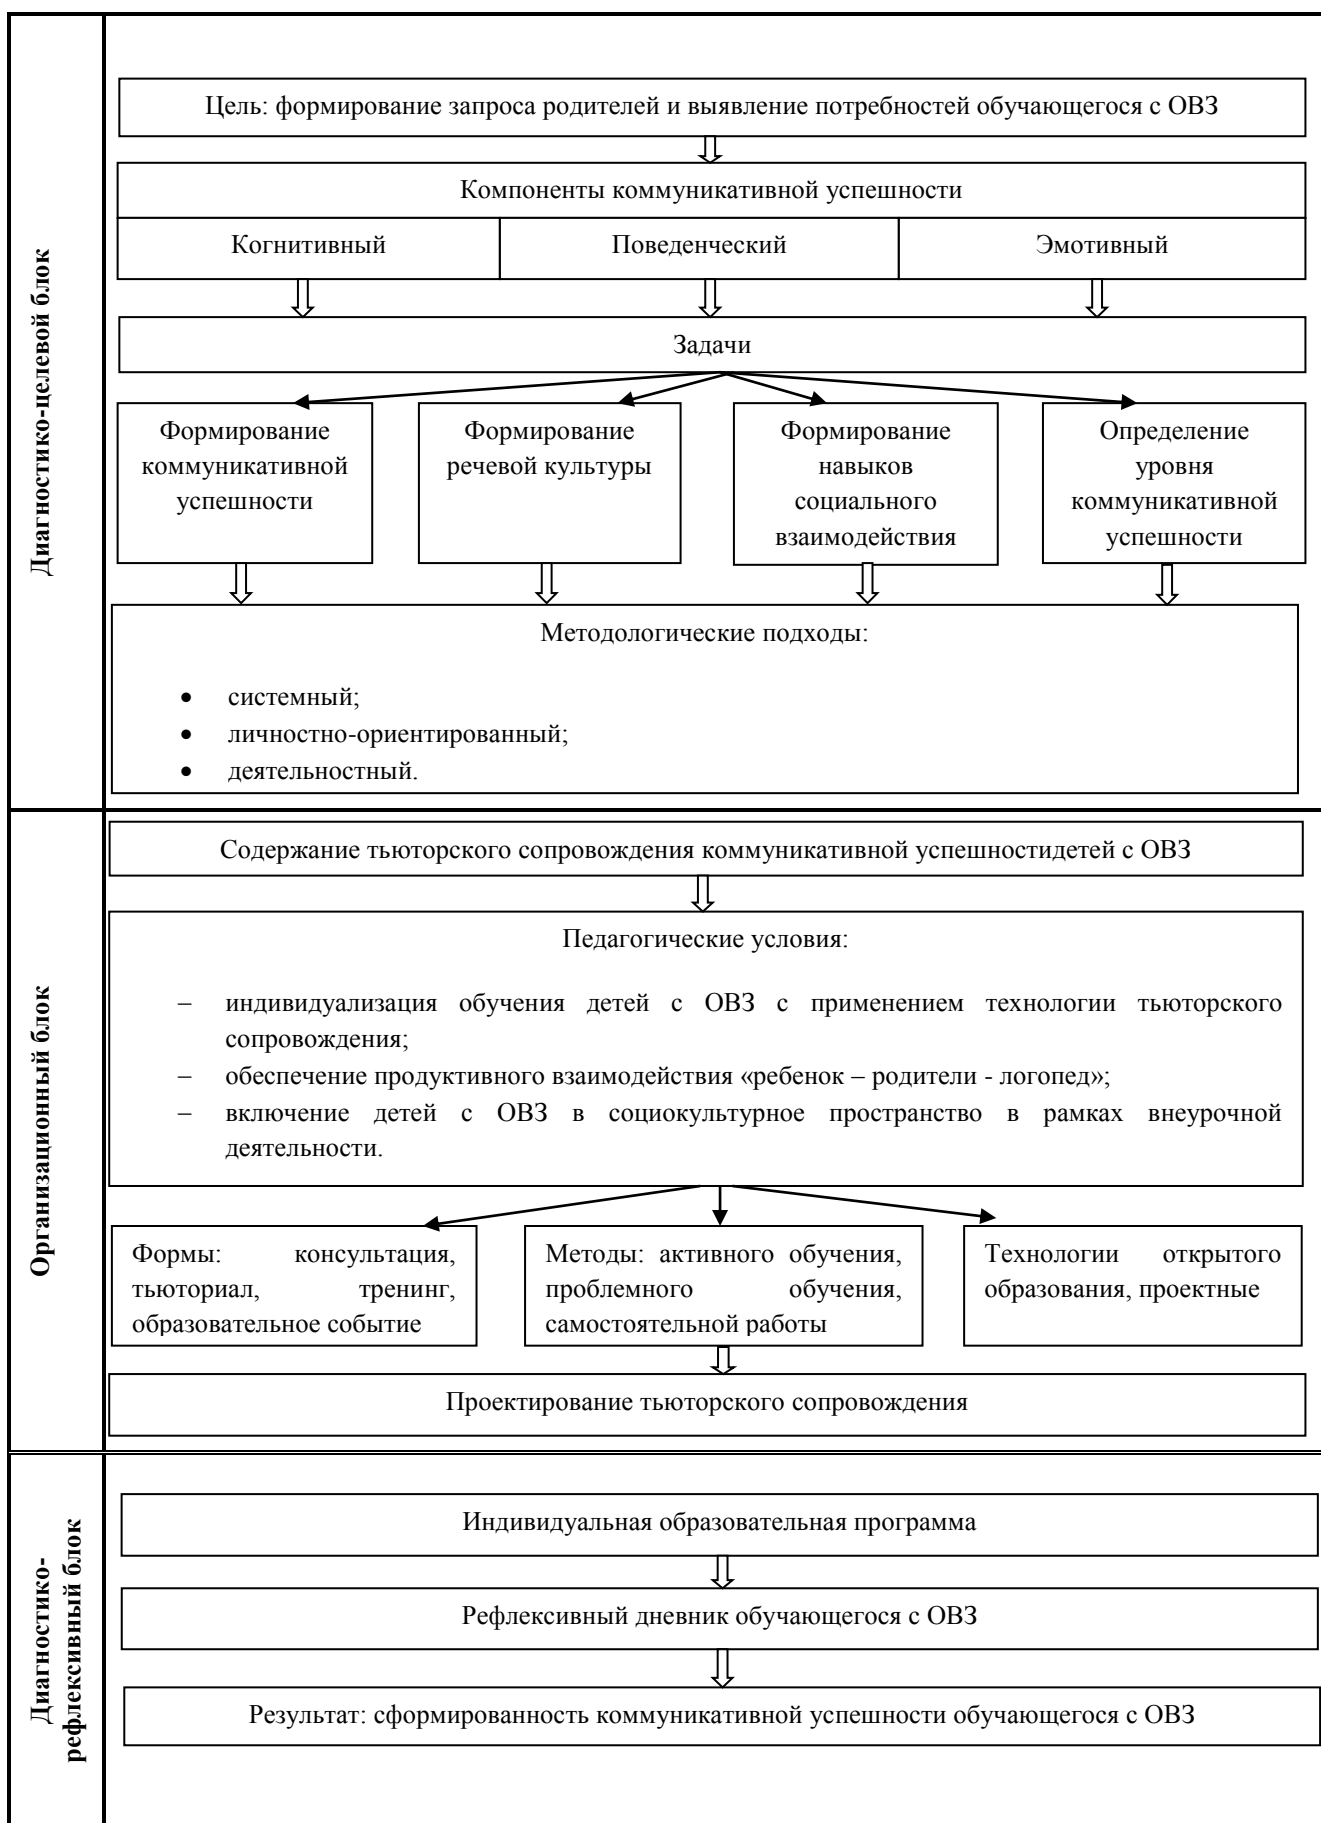 Диагностико-целевой блок
Цель: формирование запроса родителей и выявление потребностей обучающегося с ОВЗ
Компоненты коммуникативной успешности
Когнитивный
Поведенческий
Эмотивный
Задачи
Формирование
коммуникативной
успешности
Формирование
речевой культуры
Формирование
навыков
социального
взаимодействия
Определение
уровня
коммуникативной
успешности
Методологические подходы:
• системный;
• личностно-ориентированный;
• деятельностный.
Организационный блок
Содержание тьюторского сопровождения коммуникативной успешностидетей с ОВЗ
Педагогические условия:
– индивидуализация обучения детей с ОВЗ с применением технологии тьюторского
сопровождения;
– обеспечение продуктивного взаимодействия «ребенок – родители - логопед»;
– включение детей с ОВЗ в социокультурное пространство в рамках внеурочной
деятельности.
Формы: консультация,
тьюториал, тренинг,
образовательное событие
Методы: активного обучения,
проблемного обучения,
самостоятельной работы
Технологии открытого
образования, проектные
Проектирование тьюторского сопровождения
Диагностико-
рефлексивный блок
Индивидуальная образовательная программа
Рефлексивный дневник обучающегося с ОВЗ
Результат: сформированность коммуникативной успешности обучающегося с ОВЗ